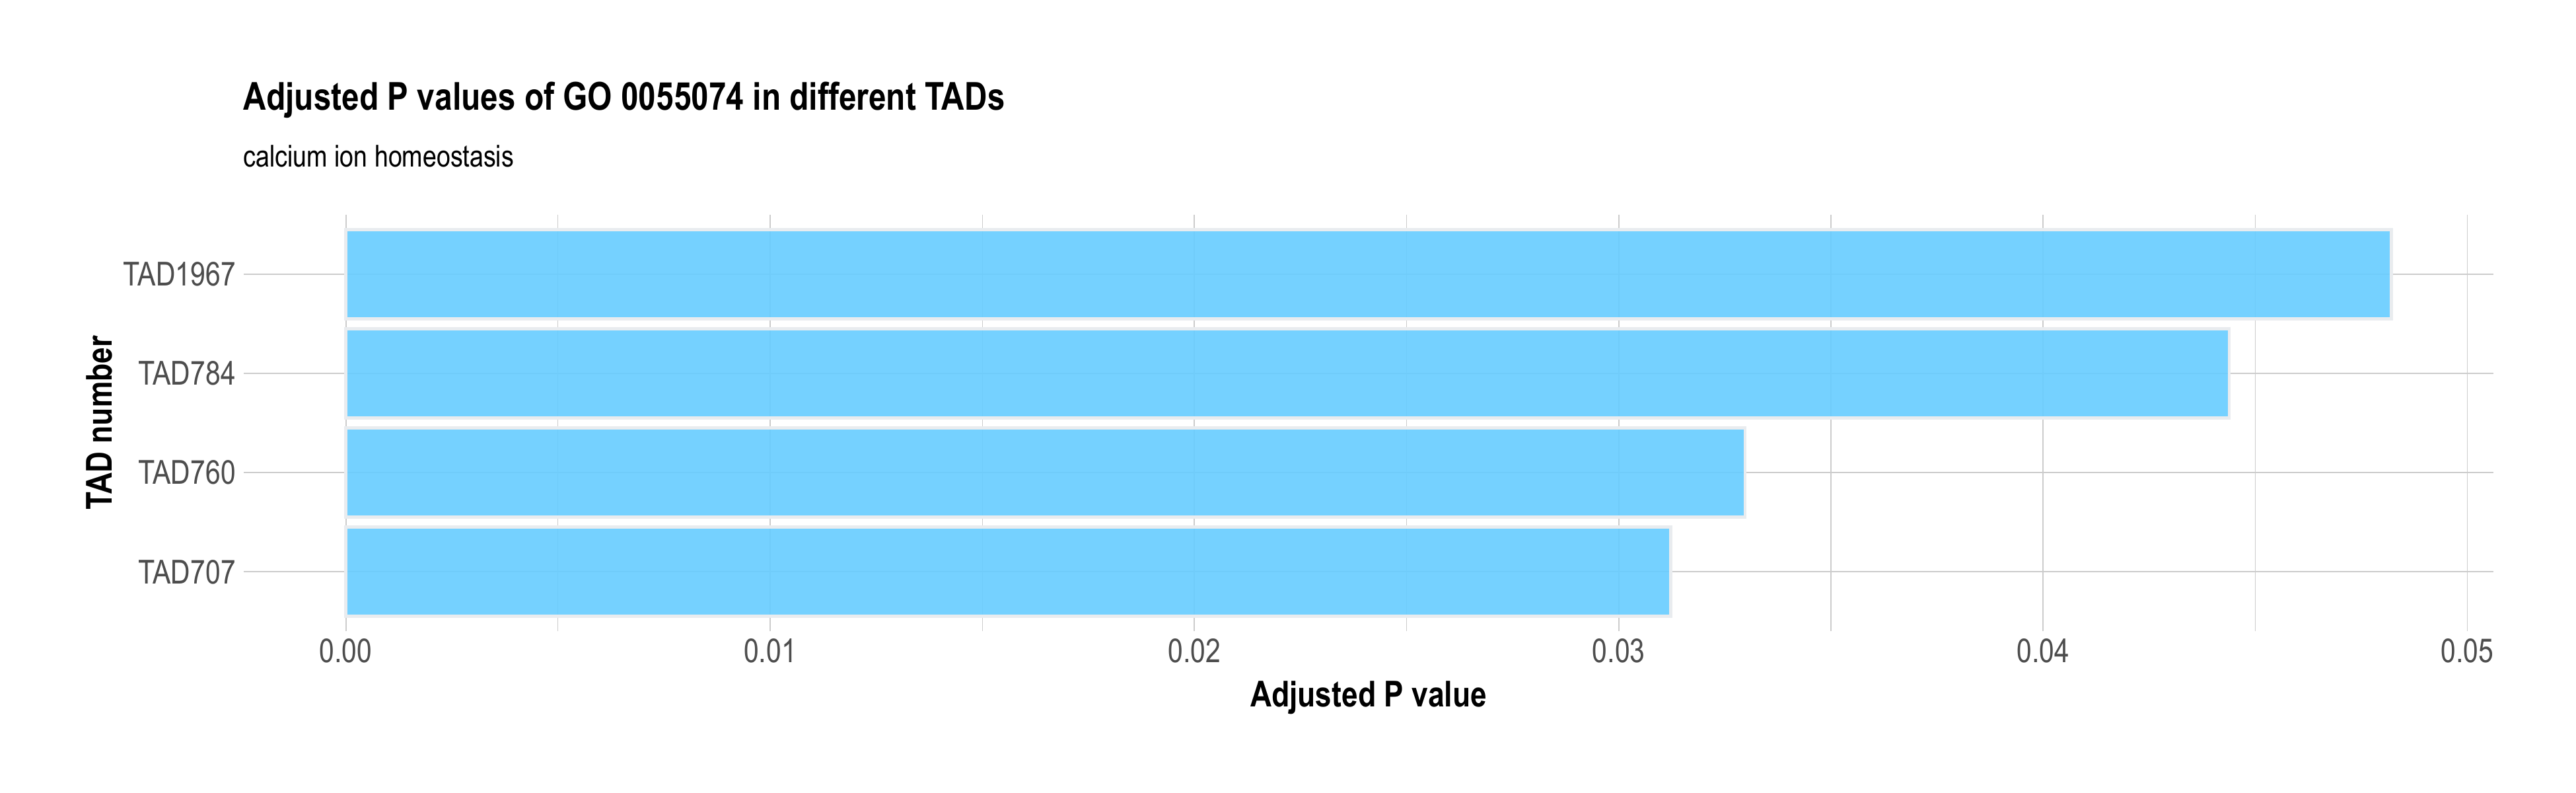 Adjusted P values of GO 0055074 in different TADs
calcium ion homeostasis
TAD number
TAD1967
TAD784
TAD760
TAD707
0.00 0.01 0.02 0.03 0.04 0.05
Adjusted P value